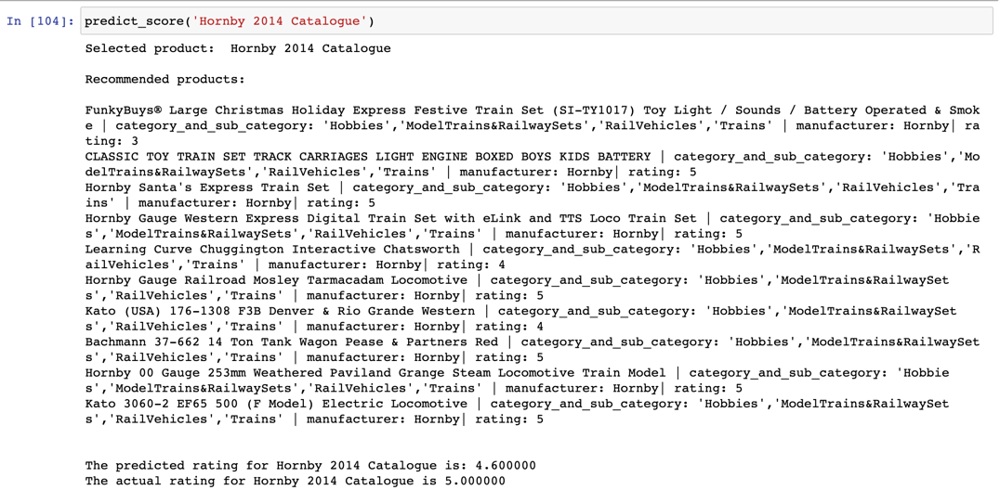 In [104]: predict_score('Hornby 2014 Catalogue')
Selected product:  Hornby 2014 Catalogue
Recommended products:
FunkyBuys® Large Christmas Holiday Express Festive Train Set (SI-TY1017) Toy Light / Sounds / Battery Operated & Smok
e | category_and_sub_category: 'Hobbies','ModelTrains&RailwaySets','RailVehicles','Trains' | manufacturer: Hornby| ra
ting: 3
CLASSIC TOY TRAIN SET TRACK CARRIAGES LIGHT ENGINE BOXED BOYS KIDS BATTERY | category_and_sub_category: 'Hobbies','Mo
delTrains&RailwaySets','RailVehicles','Trains' | manufacturer: Hornby| rating: 5
Hornby Santa's Express Train Set | category_and_sub_category: 'Hobbies','ModelTrains&RailwaySets','RailVehicles','Tra
ins' | manufacturer: Hornby| rating: 5
Hornby Gauge Western Express Digital Train Set with eLink and TTS Loco Train Set | category_and_sub_category: 'Hobbie
s','ModelTrains&RailwaySets','RailVehicles','Trains' | manufacturer: Hornby| rating: 5
Learning Curve Chuggington Interactive Chatsworth | category_and_sub_category: 'Hobbies','ModelTrains&RailwaySets','R
ailVehicles','Trains' | manufacturer: Hornby| rating: 4
Hornby Gauge Railroad Mosley Tarmacadam Locomotive | category_and_sub_category: 'Hobbies','ModelTrains&RailwaySet
s','RailVehicles','Trains' | manufacturer: Hornby| rating: 5
Kato (USA) 176-1308 F3B Denver & Rio Grande Western | category_and_sub_category: 'Hobbies','ModelTrains&RailwaySet
s','RailVehicles','Trains' | manufacturer: Hornby| rating: 4
Bachmann 37-662 14 Ton Tank Wagon Pease & Partners Red | category_and_sub_category: 'Hobbies','ModelTrains&RailwaySet
s','RailVehicles','Trains' | manufacturer: Hornby| rating: 5
Hornby 00 Gauge 253mm Weathered Paviland Grange Steam Locomotive Train Model | category_and_sub_category: 'Hobbie
s','ModelTrains&RailwaySets','RailVehicles','Trains' | manufacturer: Hornby| rating: 5
Kato 3060-2 EF65 500 (F Model) Electric Locomotive | category_and_sub_category: 'Hobbies','ModelTrains&RailwaySet
s','RailVehicles','Trains' | manufacturer: Hornby| rating: 5
The predicted rating for Hornby 2014 Catalogue is: 4.600000
The actual rating for Hornby 2014 Catalogue is 5.000000